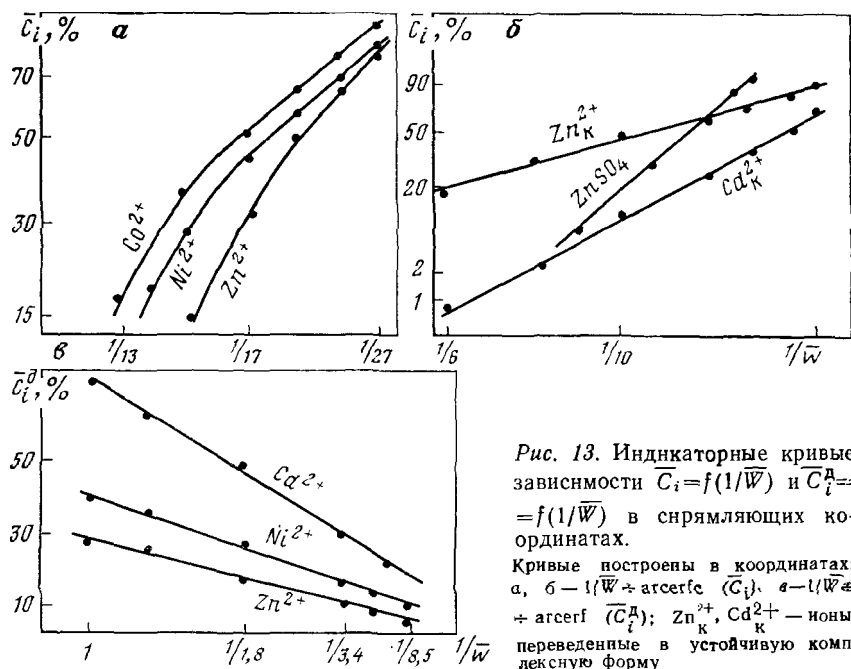 C̄ᵢ, % а
70
50
30
15
Co²⁺
Ni²⁺
Zn²⁺
1/13
1/17
1/27
C̄ᵢ, % б
90
50
20
2
1
Zn²⁺к
ZnSO₄
Cd²⁺к
1/6
1/10
1/W̄
в
C̄ᵢᵟ, %
50
30
10
Ca²⁺
Ni²⁺
Zn²⁺
1
1/1,8
1/3,4
1/8,5
1/W̄
Рис. 13. Индикаторные кривые
зависимости C̄ᵢ=f(1/W̄) и C̄ᵢᴰ=
=f(1/W̄) в спрямляющих ко-
ординатах.
Кривые построены в координатах:
а, б — 1/W̄ ÷ arcerfc (C̄ᵢ), в—1/W̄÷
÷ arcerf (C̄ᵢᴰ); Zn²⁺к, Cd²⁺к — ионы,
переведенные в устойчивую комп-
лексную форму